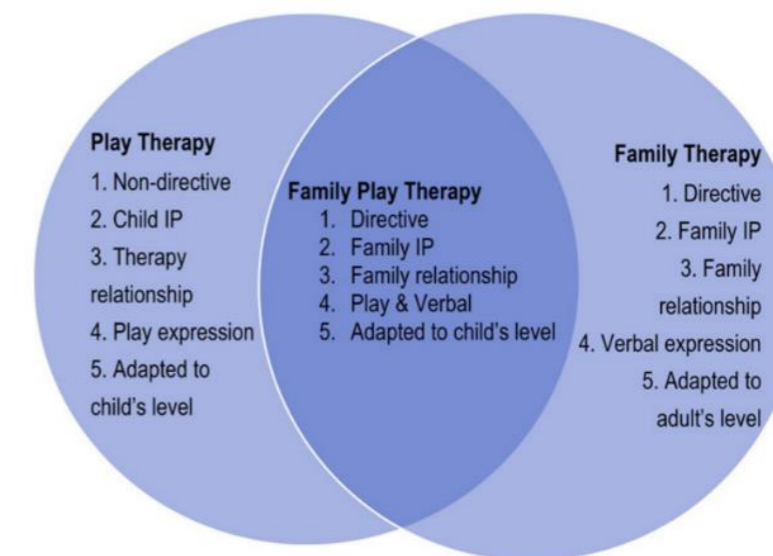 Play Therapy
1. Non-directive
2. Child IP
3. Therapy
relationship
4. Play expression
5. Adapted to
child's level
Family Play Therapy
1. Directive
2. Family IP
3. Family relationship
4. Play & Verbal
5. Adapted to child's level
Family Therapy
1. Directive
2. Family IP
3. Family
relationship
4. Verbal expression
5. Adapted to
adult's level